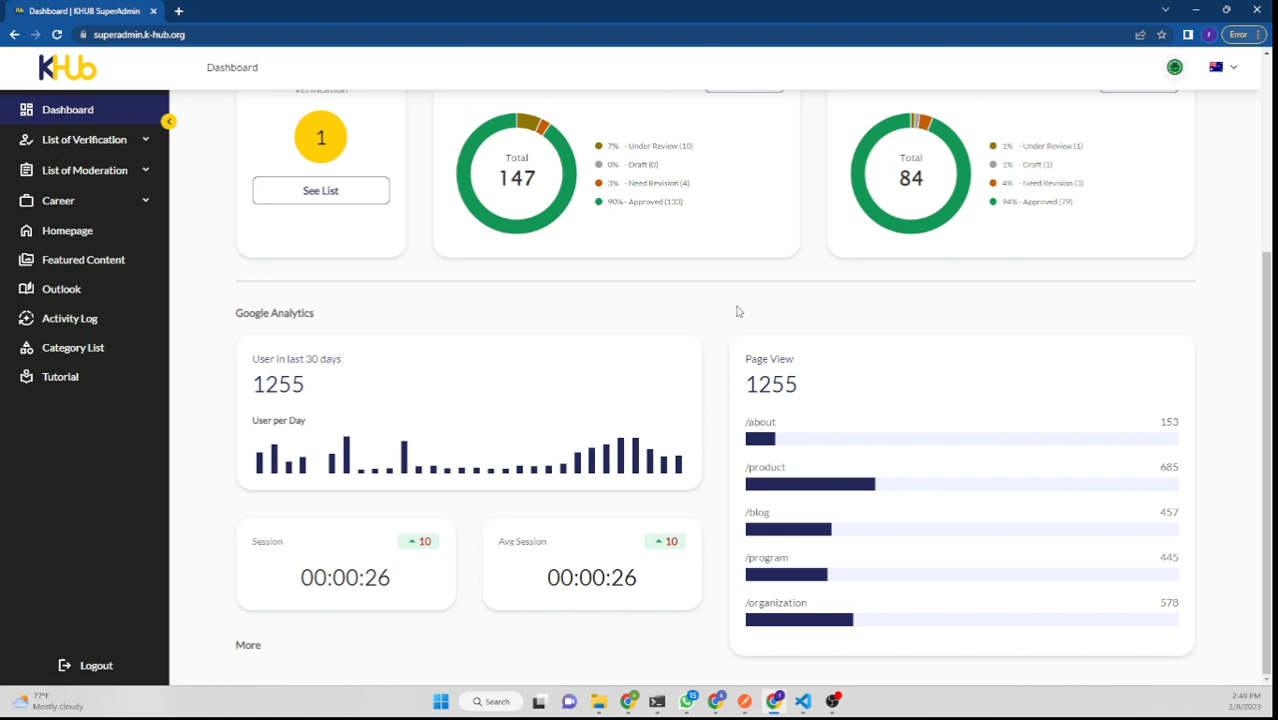 Dashboard | KHUB SuperAdmin
superadmin.k-hub.org
Error
KHub
Dashboard
Dashboard
List of Verification
List of Moderation
Career
Homepage
Featured Content
Outlook
Activity Log
Category List
Tutorial
Logout
Verification
1
See List
Total
147
7% - Under Review (10)
0% - Draft (0)
3% - Need Revision (4)
90% - Approved (133)
Total
84
1% - Under Review (1)
1% - Draft (1)
4% - Need Revision (3)
94% - Approved (79)
Google Analytics
User in last 30 days
1255
User per Day
Session
10
00:00:26
Avg Session
10
00:00:26
More
Page View
1255
/about 153
/product 685
/blog 457
/program 445
/organization 578
77°F
Mostly cloudy
Search
15
2:49 PM
2/8/2023